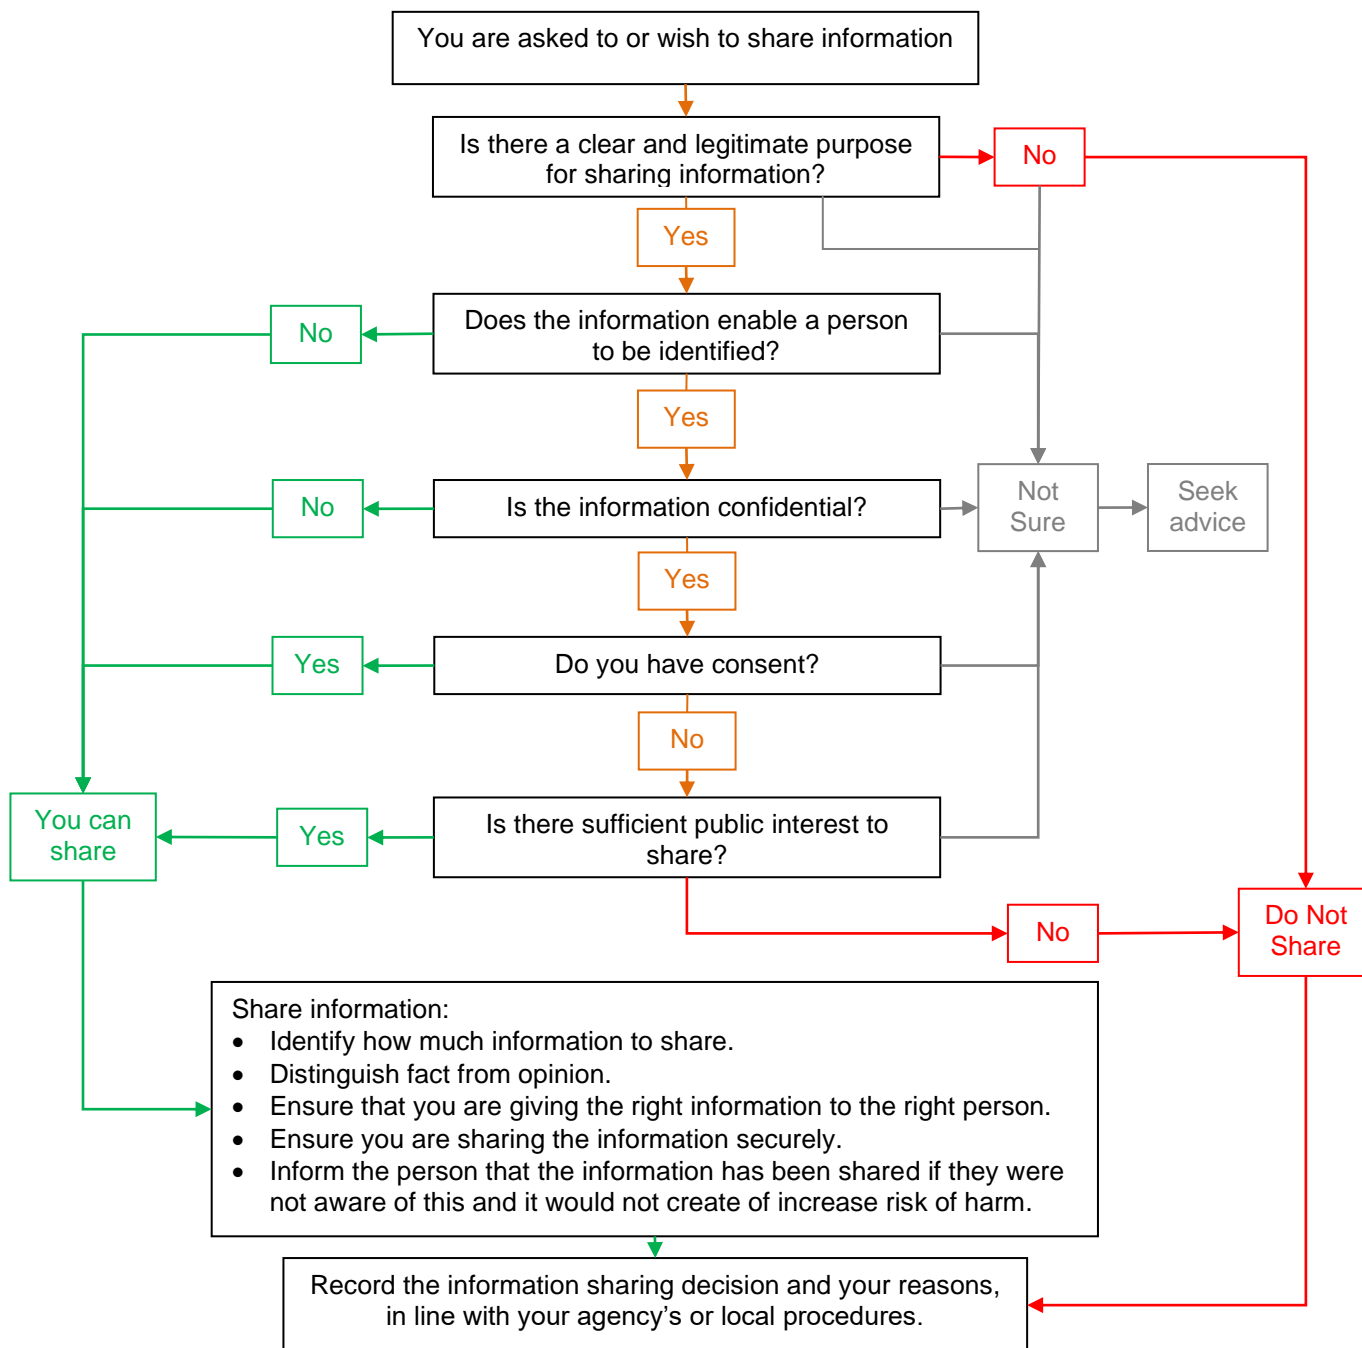 You are asked to or wish to share information
Is there a clear and legitimate purpose
for sharing information?
No
Yes
Does the information enable a person
to be identified?
No
Yes
Is the information confidential?
No
Not
Sure
Seek
advice
Yes
Do you have consent?
Yes
No
Is there sufficient public interest to
share?
Yes
You can
share
No
Do Not
Share
Share information:
• Identify how much information to share.
• Distinguish fact from opinion.
• Ensure that you are giving the right information to the right person.
• Ensure you are sharing the information securely.
• Inform the person that the information has been shared if they were
not aware of this and it would not create of increase risk of harm.
Record the information sharing decision and your reasons,
in line with your agency's or local procedures.